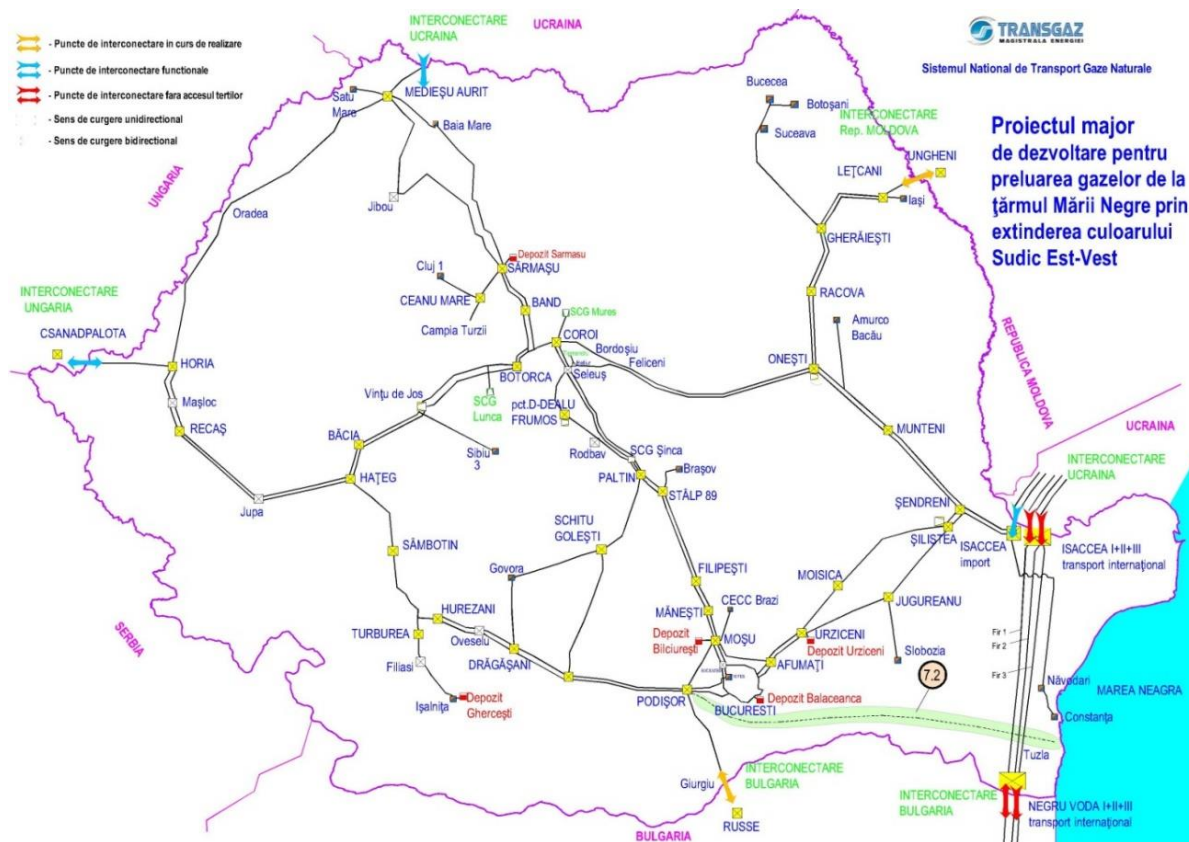 - Puncte de interconectare in curs de realizare
- Puncte de interconectare functionale
- Puncte de interconectare fara accesul tertilor
- Sens de curgere unidirectional
- Sens de curgere bidirectional
TRANSGAZ
MAGISTRALA ENERGIEI
Sistemul National de Transport Gaze Naturale
Proiectul major
de dezvoltare pentru
preluarea gazelor de la
ţărmul Mării Negre prin
extinderea culoarului
Sudic Est-Vest
INTERCONECTARE
UCRAINA
UCRAINA
MEDIEŞU AURIT
Satu
Mare
Baia Mare
Bucecea
Botoşani
Suceava
INTERCONECTARE
Rep. MOLDOVA
UNGHENI
LEŢCANI
Iaşi
UNGARIA
Jibou
Oradea
GHERĂIEŞTI
Depozit Sarmasu
SĂRMAŞU
Cluj 1
CEANU MARE
Campia Turzii
BAND
RACOVA
INTERCONECTARE
UNGARIA
CSANADPALOTA
SCG Mures
COROI
Bordoşiu
Feliceni
Amurco
Bacău
REPUBLICA MOLDOVA
HORIA
BOTORCA
Seleuş
ONEŞTI
Maşloc
Vinţu de Jos
SCG
Lunca
pct.D-DEALU
FRUMOS
RECAŞ
BĂCIA
Sibiu
3
Rodbav
SCG Şinca
MUNTENI
UCRAINA
HAŢEG
PALTIN
Braşov
STÂLP 89
INTERCONECTARE
UCRAINA
Jupa
ŞENDRENI
SCHITU
GOLEŞTI
ŞILISTEA
ISACCEA
import
ISACCEA I+II+III
transport internaţional
SÂMBOTIN
Govora
FILIPEŞTI
MOISICA
HUREZANI
MĂNEŞTI
CECC Brazi
JUGUREANU
TURBUREA
Oveselu
Depozit
Bilciureşti
MOŞU
URZICENI
Depozit Urziceni
Fir 1
Fir 2
Fir 3
SERBIA
Filiasi
DRĂGĂŞANI
AFUMAŢI
Slobozia
7.2
Işalniţa
Depozit
Gherceşti
PODIŞOR
BUCURESTI
Depozit Balaceanca
Năvodari
MAREA NEAGRA
Constanţa
Tuzla
Giurgiu
INTERCONECTARE
BULGARIA
INTERCONECTARE
BULGARIA
NEGRU VODA I+II+III
transport internaţional
RUSSE
BULGARIA